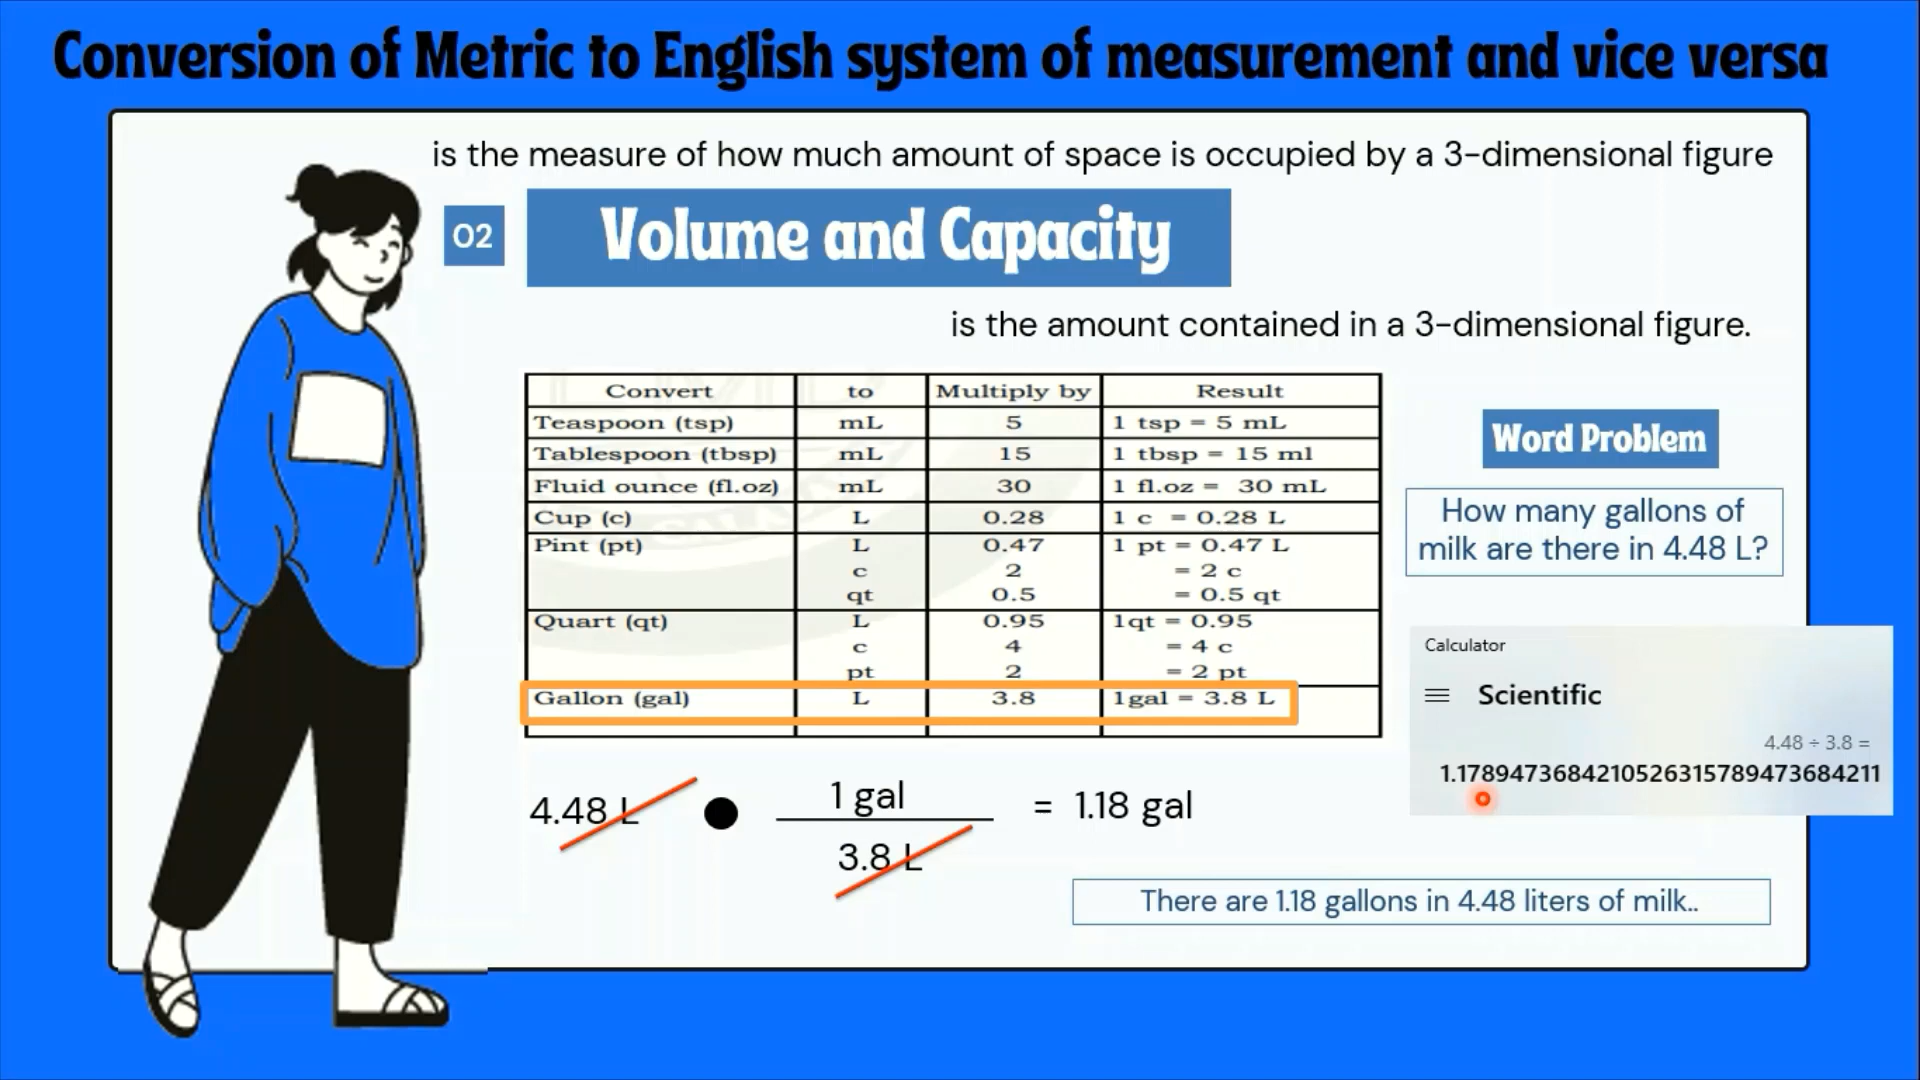 Conversion of Metric to English system of measurement and vice versa
is the measure of how much amount of space is occupied by a 3-dimensional figure
02
Volume and Capacity
is the amount contained in a 3-dimensional figure.
Convert to Multiply by Result
Teaspoon (tsp) mL 5 1 tsp = 5 mL
Tablespoon (tbsp) mL 15 1 tbsp = 15 ml
Fluid ounce (fl.oz) mL 30 1 fl.oz = 30 mL
Cup (c) L 0.28 1 c = 0.28 L
Pint (pt) L 0.47 1 pt = 0.47 L
c 2 = 2 c
qt 0.5 = 0.5 qt
Quart (qt) L 0.95 1qt = 0.95
c 4 = 4 c
pt 2 = 2 pt
Gallon (gal) L 3.8 1gal = 3.8 L
Word Problem
How many gallons of
milk are there in 4.48 L?
Calculator
Scientific
4.48 ÷ 3.8 =
1.1789473684210526315789473684211
4.48 L ● 1 gal = 1.18 gal
3.8 L
There are 1.18 gallons in 4.48 liters of milk..